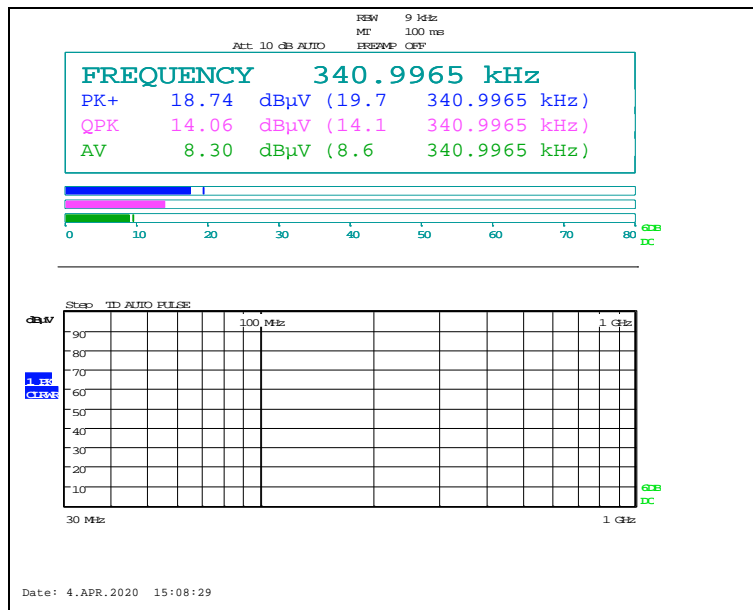 RBW 9 kHz
MT 100 ms
Att 10 dB AUTO PREAMP OFF
FREQUENCY 340.9965 kHz
PK+ 18.74 dBµV (19.7 340.9965 kHz)
QPK 14.06 dBµV (14.1 340.9965 kHz)
AV 8.30 dBµV (8.6 340.9965 kHz)
0 10 20 30 40 50 60 70 80
6DB
DC
Step TD AUTO PULSE
dBµV
100 MHz 1 GHz
90
80
70
1 PK
CLRWR
60
50
40
30
20
10
6DB
DC
30 MHz 1 GHz
Date: 4.APR.2020 15:08:29